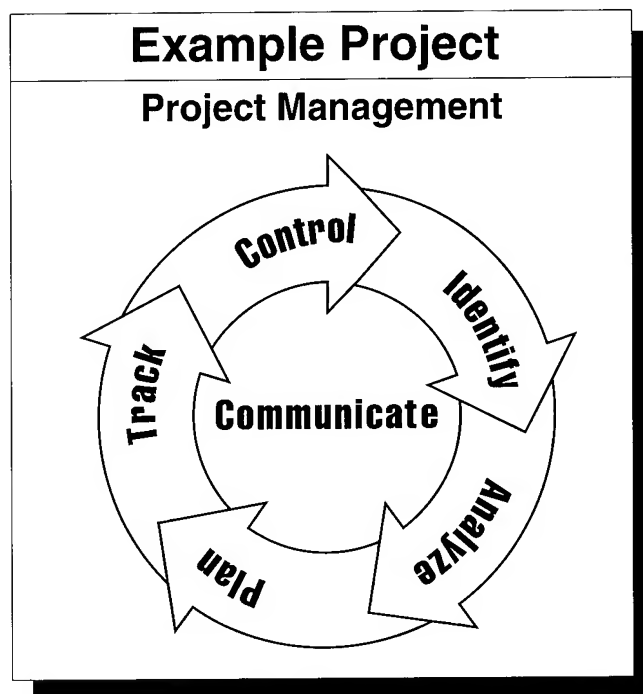 Example Project
Project Management
Control
Identify
Analyze
Plan
Track
Communicate